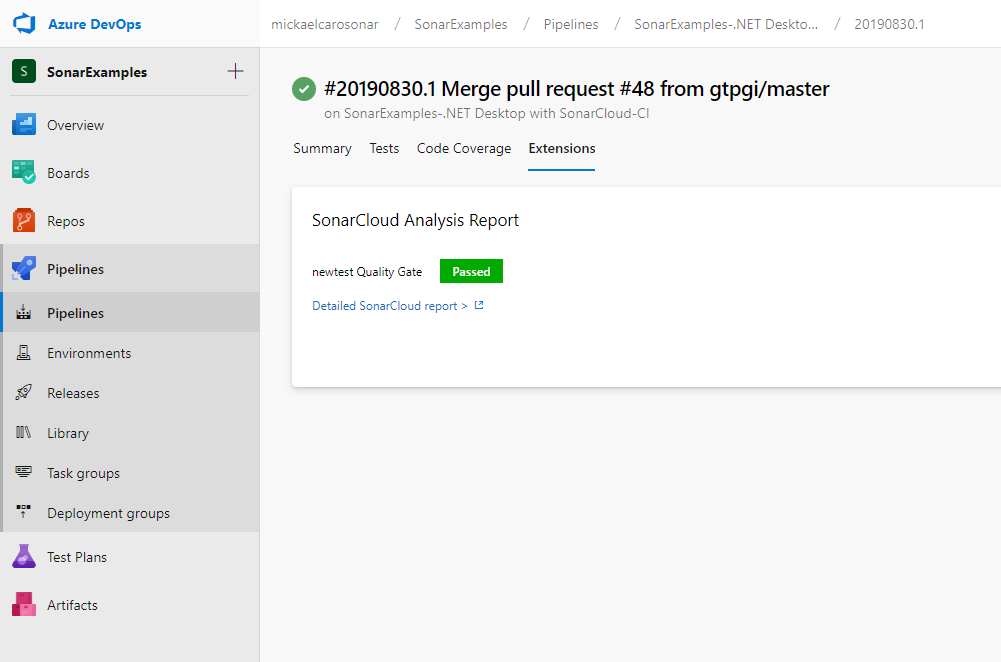 Azure DevOps
mickaelcarosonar / SonarExamples / Pipelines / SonarExamples-.NET Deskto... / 20190830.1
S SonarExamples +
Overview
Boards
Repos
Pipelines
Pipelines
Environments
Releases
Library
Task groups
Deployment groups
Test Plans
Artifacts
#20190830.1 Merge pull request #48 from gtpgi/master
on SonarExamples-.NET Desktop with SonarCloud-CI
Summary Tests Code Coverage Extensions
SonarCloud Analysis Report
newtest Quality Gate Passed
Detailed SonarCloud report >